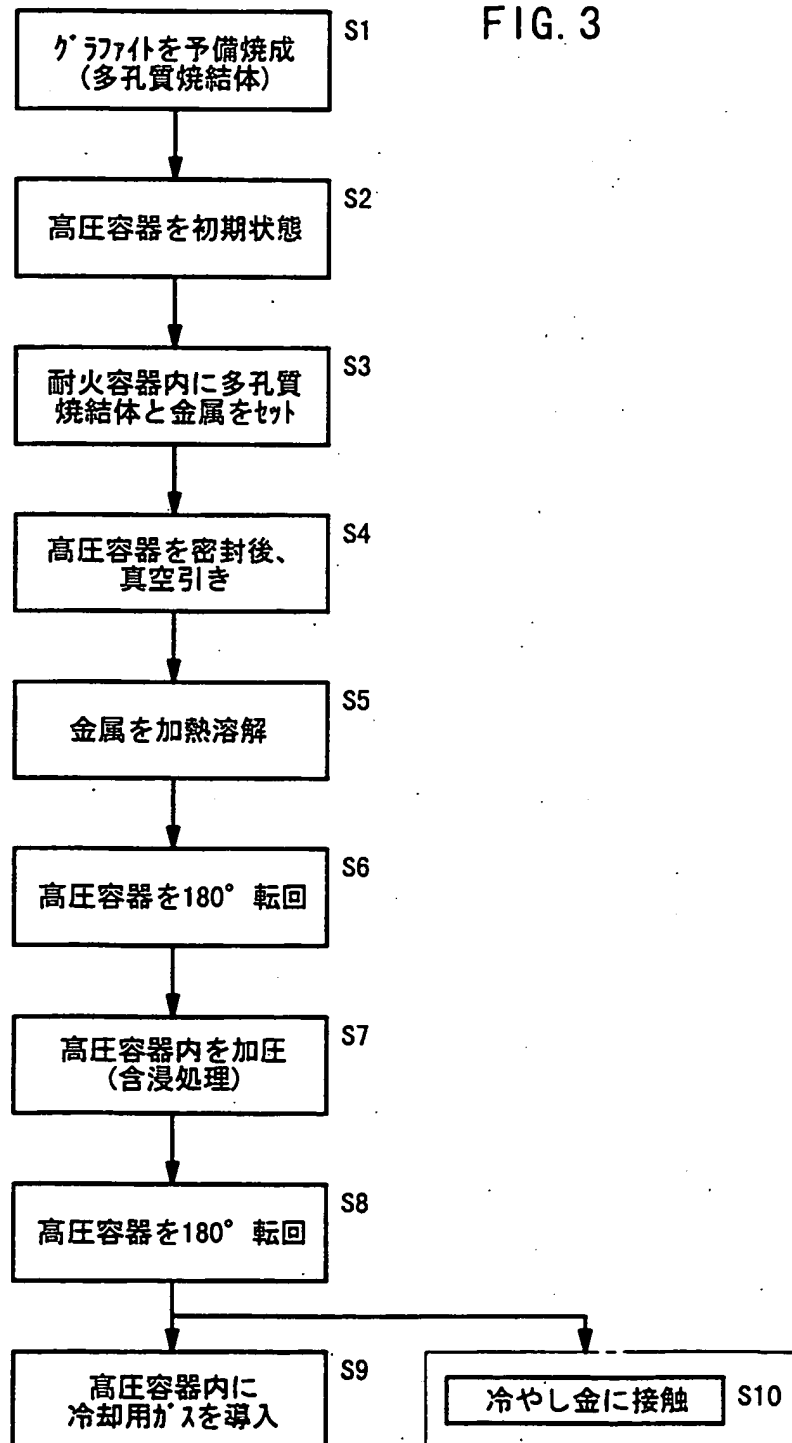 FIG. 3
S1
グラファイトを予備焼成
(多孔質焼結体)
S2
高圧容器を初期状態
S3
耐火容器内に多孔質
焼結体と金属をセット
S4
高圧容器を密封後、
真空引き
S5
金属を加熱溶解
S6
高圧容器を180° 転回
S7
高圧容器内を加圧
(含浸処理)
S8
高圧容器を180° 転回
S9
高圧容器内に
冷却用ガスを導入
冷やし金に接触 S10